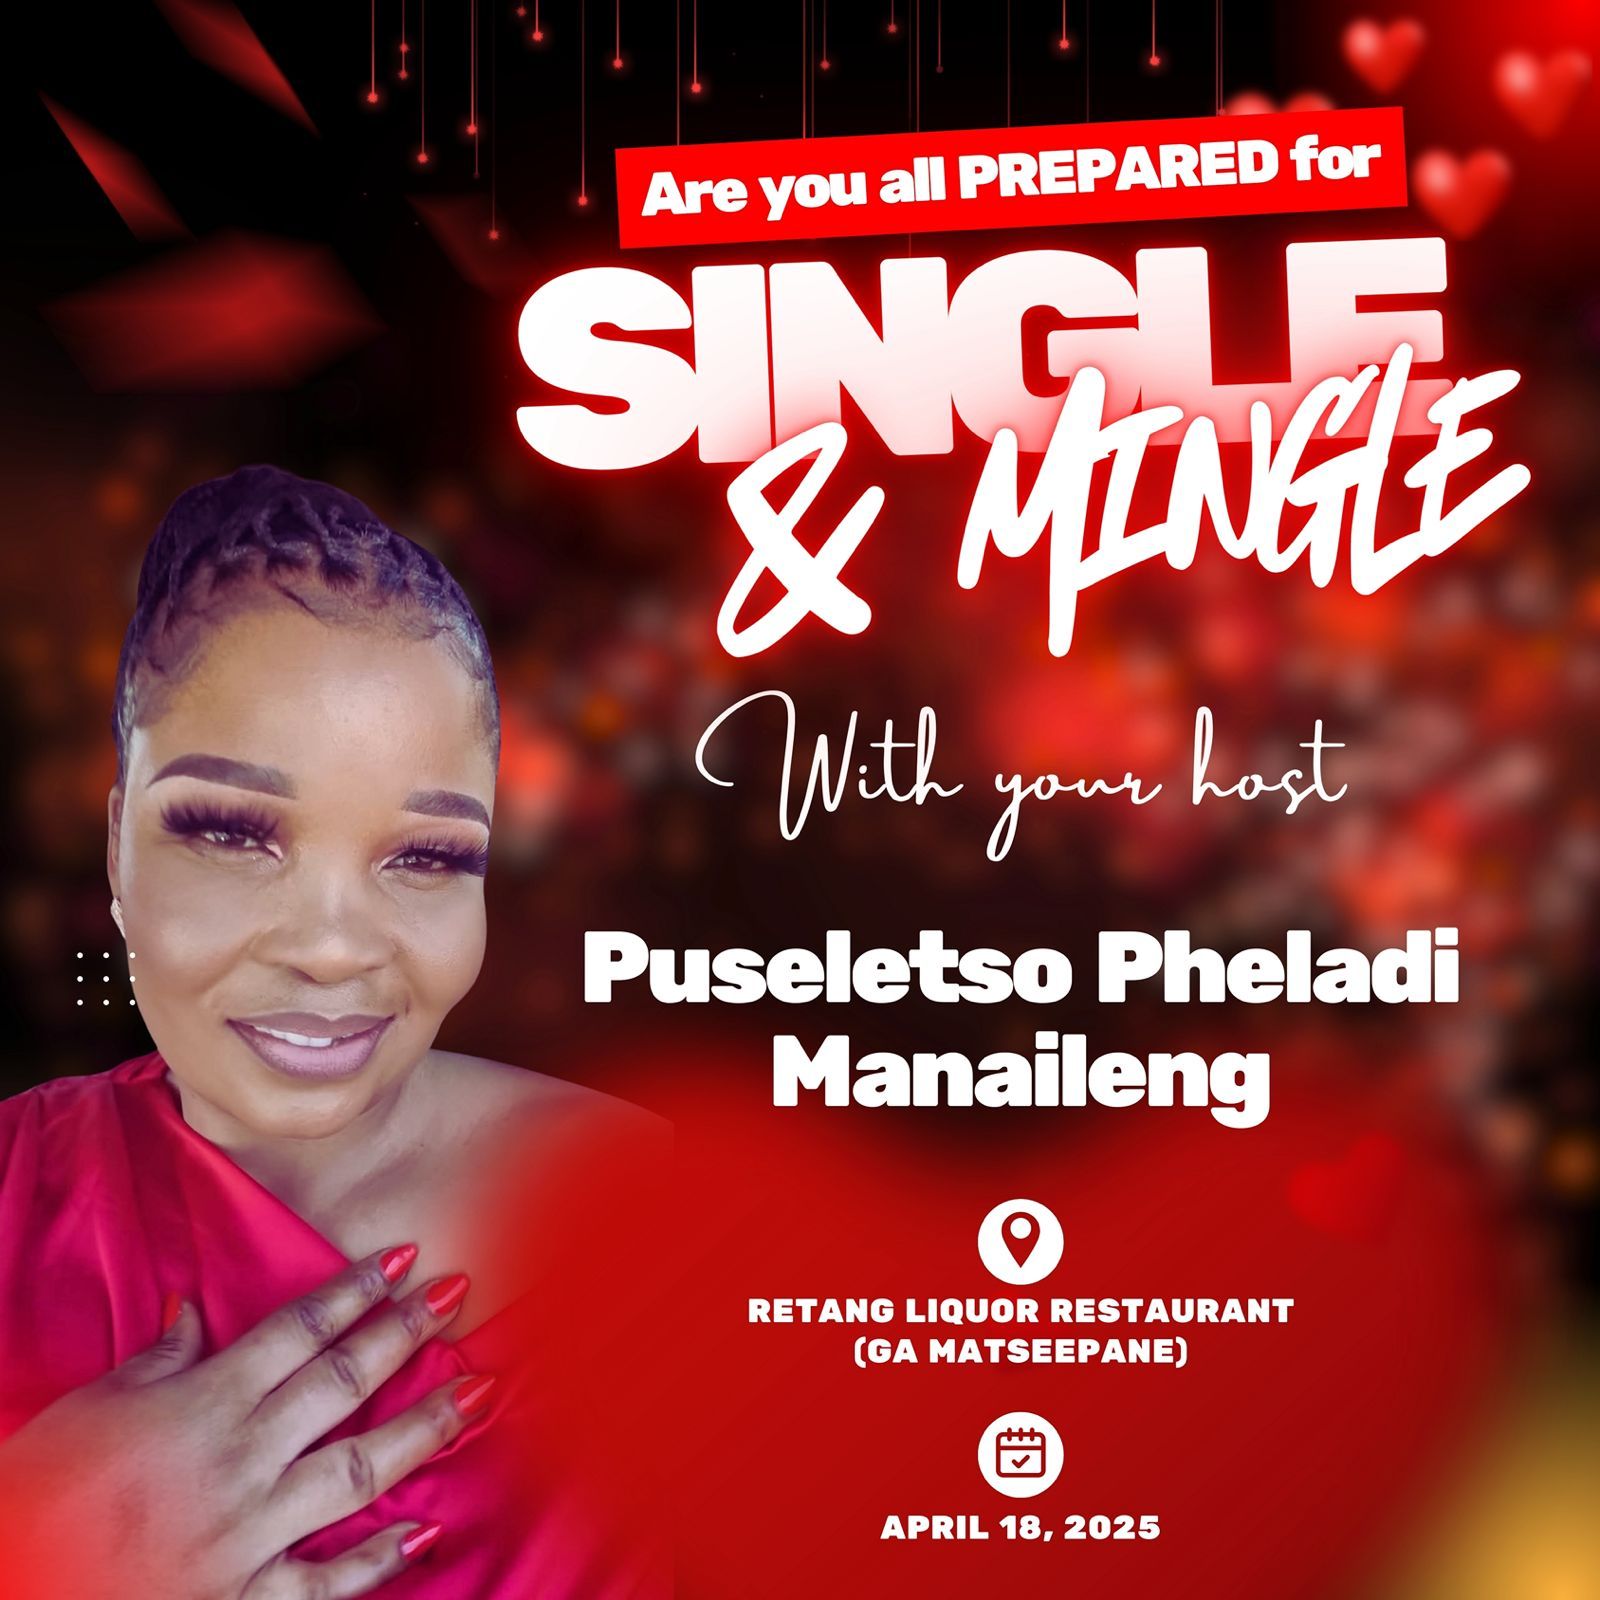 Are you all PREPARED for
SINGLE
& MINGLE
With your host
Puseletso Pheladi
Manaileng
RETANG LIQUOR RESTAURANT
(GA MATSEEPANE)
APRIL 18, 2025